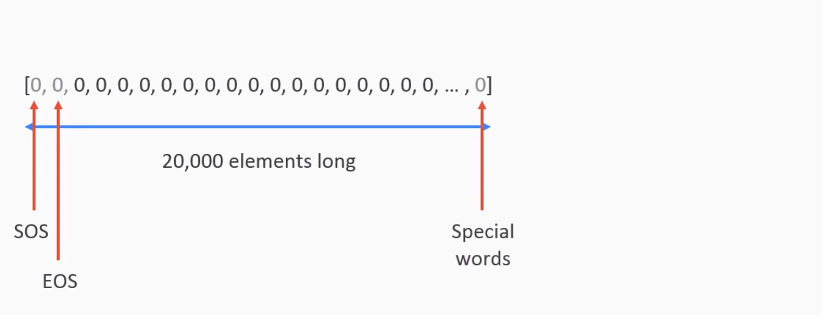 [0, 0, 0, 0, 0, 0, 0, 0, 0, 0, 0, 0, 0, 0, 0, 0, 0, 0, 0, ... , 0]
20,000 elements long
SOS
Special
words
EOS